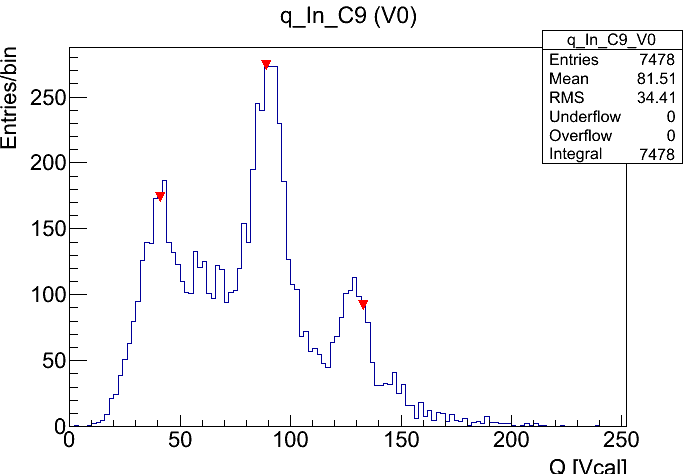 q_In_C9 (V0)
q_In_C9_V0
Entries 7478
Mean 81.51
RMS 34.41
Underflow 0
Overflow 0
Integral 7478
Entries/bin
250
200
150
100
50
0
0 50 100 150 200 250
Q [Vcal]